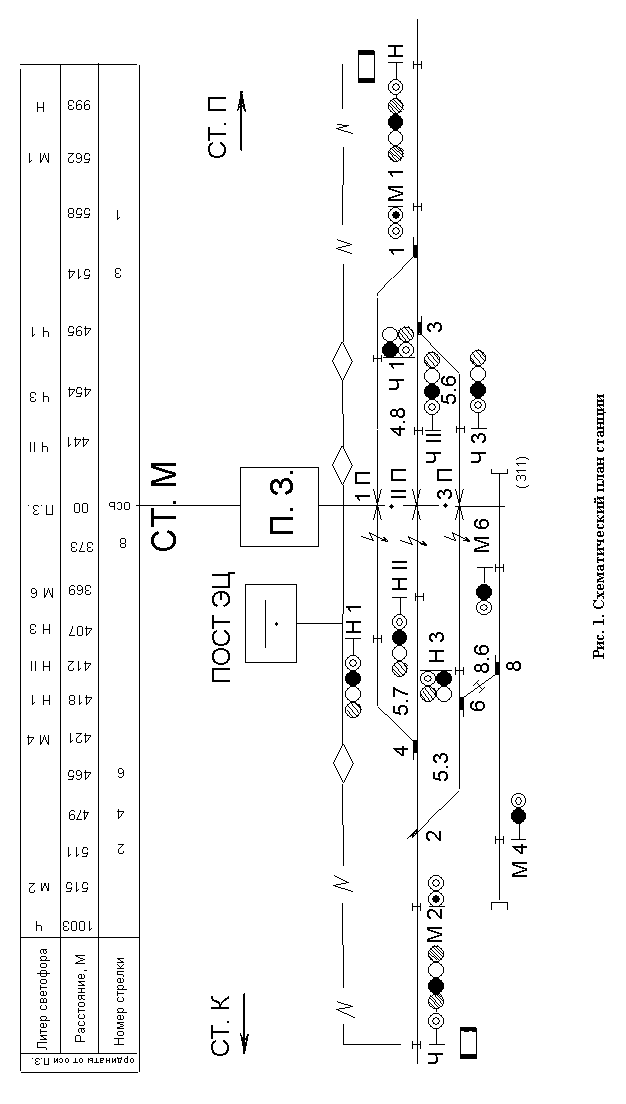 ординаты от оси П.З.
Литер светофора Ч М 2 М 4 Н 1 Н II Н 3 М 6 П.З. Ч II Ч 3 Ч 1 М 1 Н
Расстояние, М 1003 515 511 479 465 421 418 412 407 369 373 00 441 454 495 514 558 562 993
Номер стрелки 2 4 6 8 ось 3 1
СТ. М
СТ. К
ПОСТ ЭЦ
П. З.
СТ. П
Н 1
1 П
Ч 1
Н
5.7
Н II
II П
4.8
1
М 1
4
Ч
М 2
2
5.3
Н 3
3 П
Ч II
5.6
3
6
8.6
М 6
Ч 3
М 4
8
(311)
Рис. 1. Схематический план станции